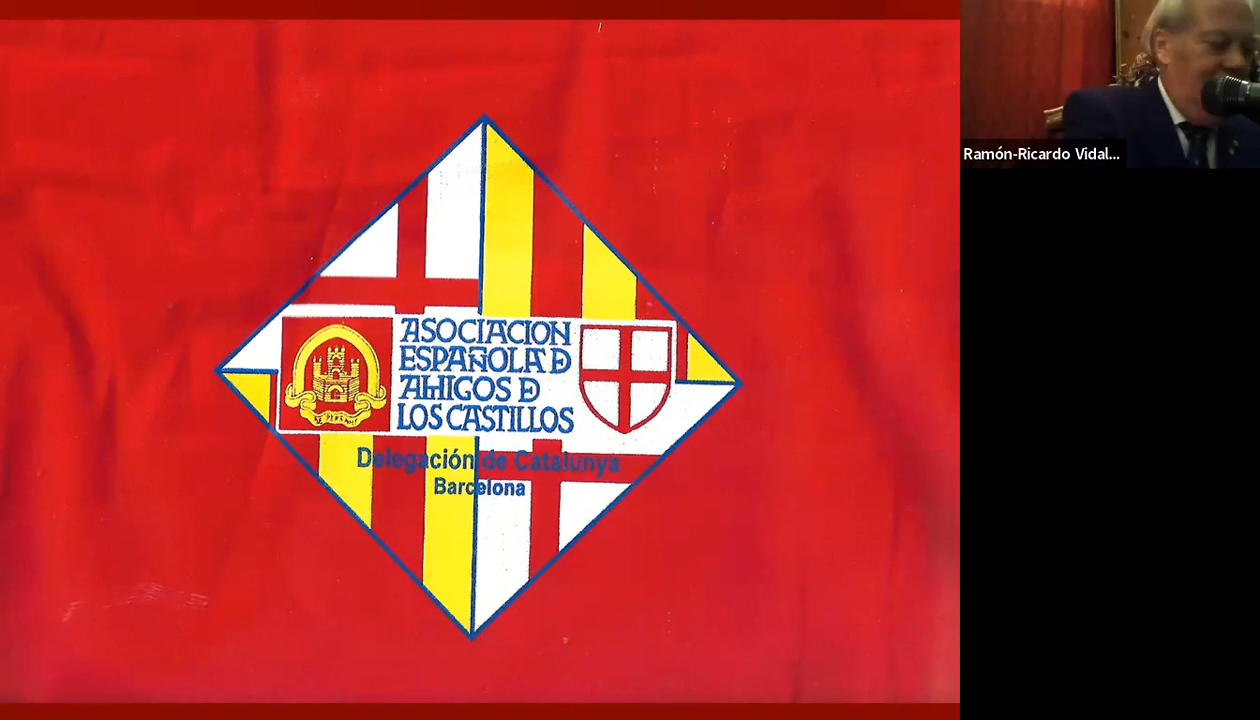 ASOCIACION
ESPAÑOLA D
AMIGOS D
LOS CASTILLOS
Delegación de Catalunya
Barcelona
Ramón-Ricardo Vidal...